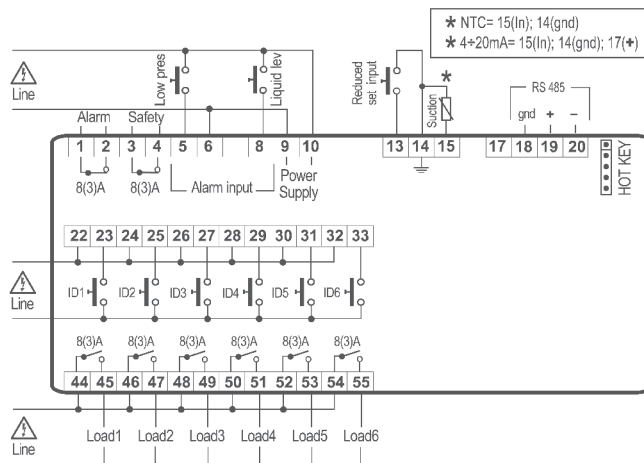 * NTC= 15(In); 14(gnd)
* 4÷20mA= 15(In); 14(gnd); 17(+)
Line
Low pres
Liquid lev
Reduced
set input
*
Suction
RS 485
gnd + –
Alarm Safety
1 2 3 4 5 6 8 9 10 13 14 15 17 18 19 20
8(3)A 8(3)A Alarm input Power
Supply
HOT KEY
22 23 24 25 26 27 28 29 30 31 32 33
Line
ID1 ID2 ID3 ID4 ID5 ID6
8(3)A 8(3)A 8(3)A 8(3)A 8(3)A 8(3)A
44 45 46 47 48 49 50 51 52 53 54 55
Line
Load1 Load2 Load3 Load4 Load5 Load6